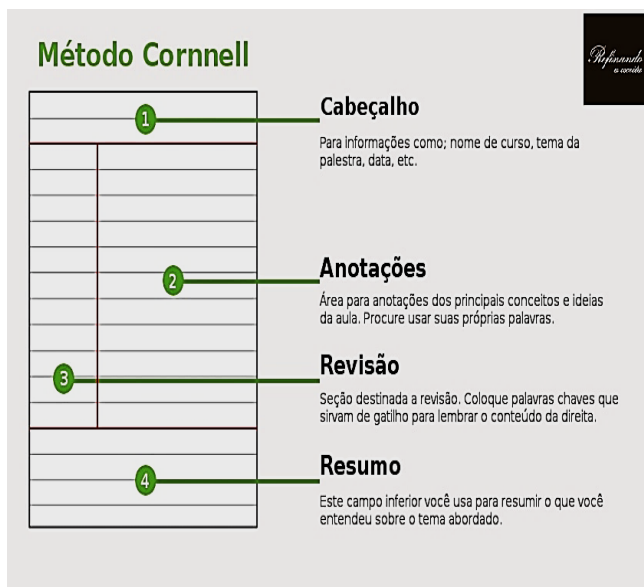 Método Cornnell
Refinando
o escrito
1
Cabeçalho
Para informações como; nome de curso, tema da
palestra, data, etc.
2
Anotações
Área para anotações dos principais conceitos e ideias
da aula. Procure usar suas próprias palavras.
3
Revisão
Seção destinada a revisão. Coloque palavras chaves que
sirvam de gatilho para lembrar o conteúdo da direita.
4
Resumo
Este campo inferior você usa para resumir o que você
entendeu sobre o tema abordado.